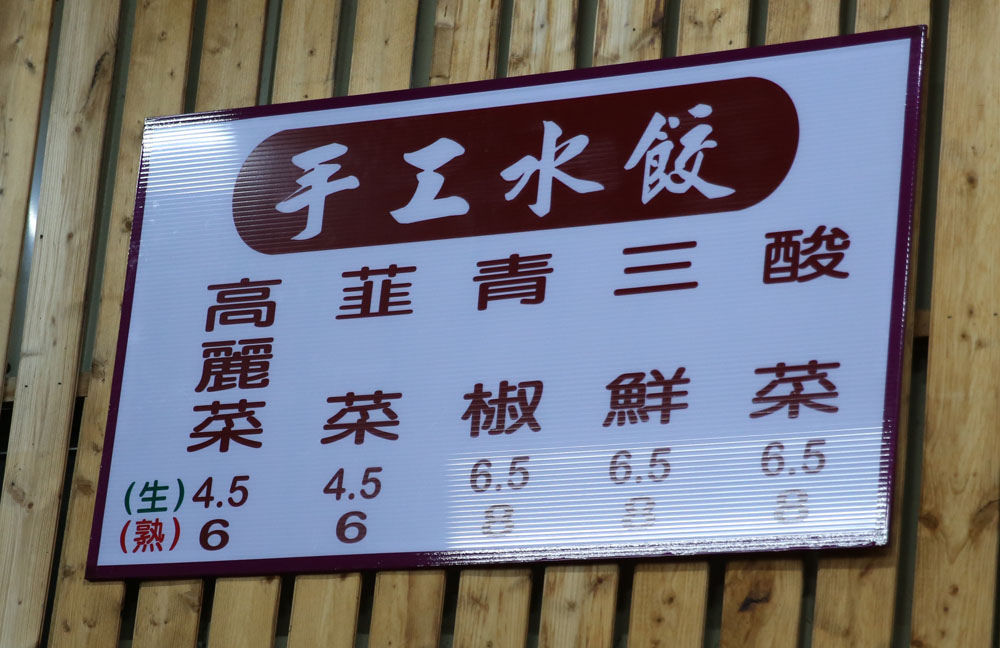 手工水餃
高麗菜 韮菜 青椒 三鮮 酸菜
(生) 4.5 4.5 6.5 6.5 6.5
(熟) 6 6 8 8 8